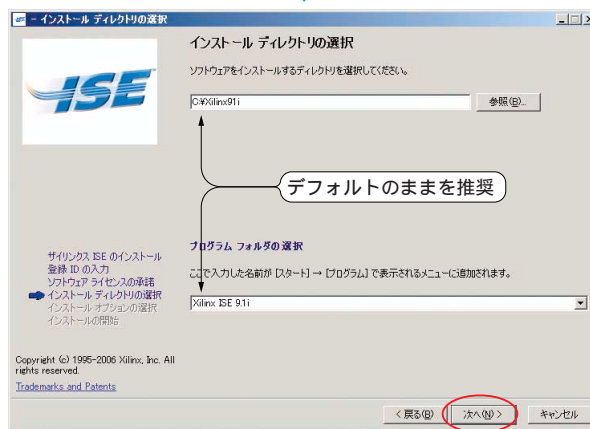 - インストール ディレクトリの選択
ISE
インストール ディレクトリの選択
ソフトウェアをインストールするディレクトリを選択してください。
C:¥Xilinx91i
参照(B)...
デフォルトのままを推奨
プログラム フォルダの選択
ここで入力した名前が [スタート] → [プログラム] で表示されるメニューに追加されます。
Xilinx ISE 9.1i
ザイリンクス ISE のインストール
登録 ID の入力
ソフトウェア ライセンスの承諾
インストール ディレクトリの選択
インストール オプションの選択
インストールの開始
Copyright (c) 1995-2006 Xilinx, Inc. All
rights reserved.
Trademarks and Patents
< 戻る(B)
次へ(N) >
キャンセル